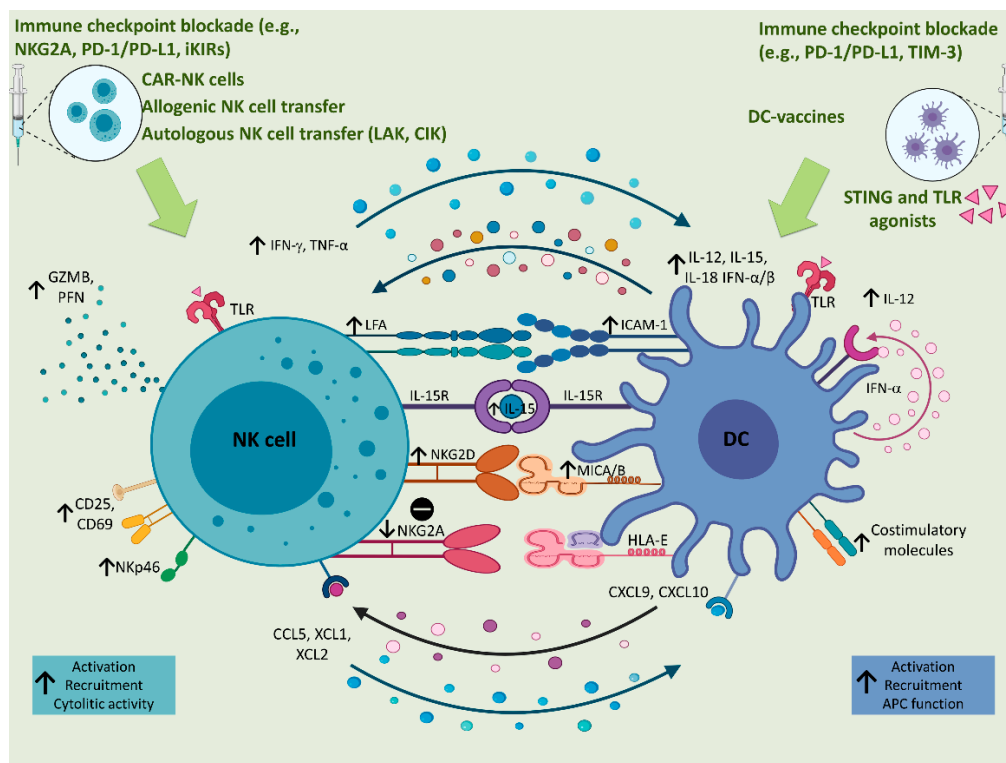 Immune checkpoint blockade (e.g.,
NKG2A, PD-1/PD-L1, iKIRs)
CAR-NK cells
Allogenic NK cell transfer
Autologous NK cell transfer (LAK, CIK)
Immune checkpoint blockade
(e.g., PD-1/PD-L1, TIM-3)
DC-vaccines
STING and TLR
agonists
IFN-γ, TNF-α
IL-12, IL-15,
IL-18 IFN-α/β
GZMB,
PFN
TLR
TLR
IL-12
LFA
ICAM-1
IFN-α
IL-15R
IL-15
IL-15R
NK cell
DC
NKG2D
MICA/B
CD25,
CD69
NKG2A
HLA-E
Costimulatory
molecules
NKp46
CXCL9, CXCL10
CCL5, XCL1,
XCL2
Activation
Recruitment
Cytolitic activity
Activation
Recruitment
APC function